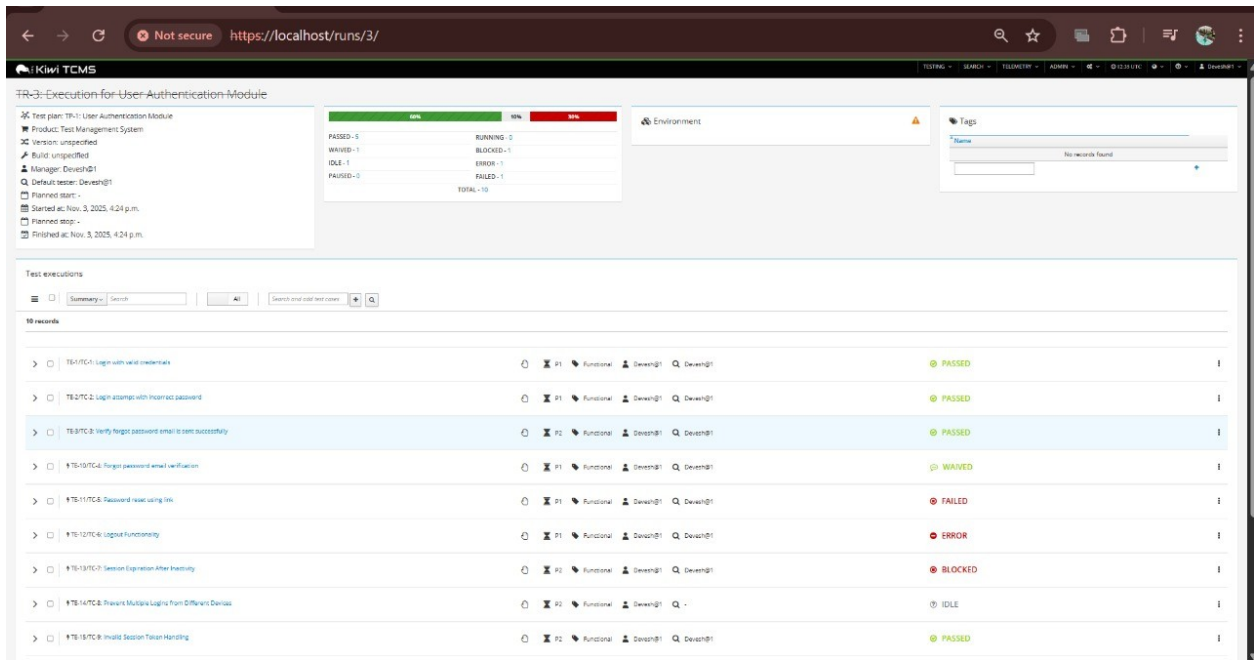 Not secure https://localhost/runs/3/
Kiwi TCMS
TESTING SEARCH TELEMETRY ADMIN Devesh@1
TR-3: Execution for User Authentication Module
Test plan: TP-1: User Authentication Module
Product: Test Management System
Version: unspecified
Build: unspecified
Manager: Devesh@1
Default tester: Devesh@1
Planned start: -
Started at: Nov. 3, 2025, 4:24 p.m.
Planned stop: -
Finished at: Nov. 3, 2025, 4:24 p.m.
60% 10% 30%
PASSED - 5 RUNNING - 0
WAIVED - 1 BLOCKED - 1
IDLE - 1 ERROR - 1
PAUSED - 0 FAILED - 1
TOTAL - 10
Environment
Tags
Name
No records found
Test executions
Summary Search All Search and add test cases
10 records
TE-1/TC-1: Login with valid credentials P1 Functional Devesh@1 Devesh@1 PASSED
TE-2/TC-2: Login attempt with incorrect password P1 Functional Devesh@1 Devesh@1 PASSED
TE-3/TC-3: Verify forgot password email is sent successfully P2 Functional Devesh@1 Devesh@1 PASSED
TE-10/TC-4: Forgot password email verification P1 Functional Devesh@1 Devesh@1 WAIVED
TE-11/TC-5: Password reset using link P1 Functional Devesh@1 Devesh@1 FAILED
TE-12/TC-6: Logout Functionality P1 Functional Devesh@1 Devesh@1 ERROR
TE-13/TC-7: Session Expiration After Inactivity P2 Functional Devesh@1 Devesh@1 BLOCKED
TE-14/TC-8: Prevent Multiple Logins from Different Devices P2 Functional Devesh@1 - IDLE
TE-15/TC-9: Invalid Session Token Handling P2 Functional Devesh@1 Devesh@1 PASSED